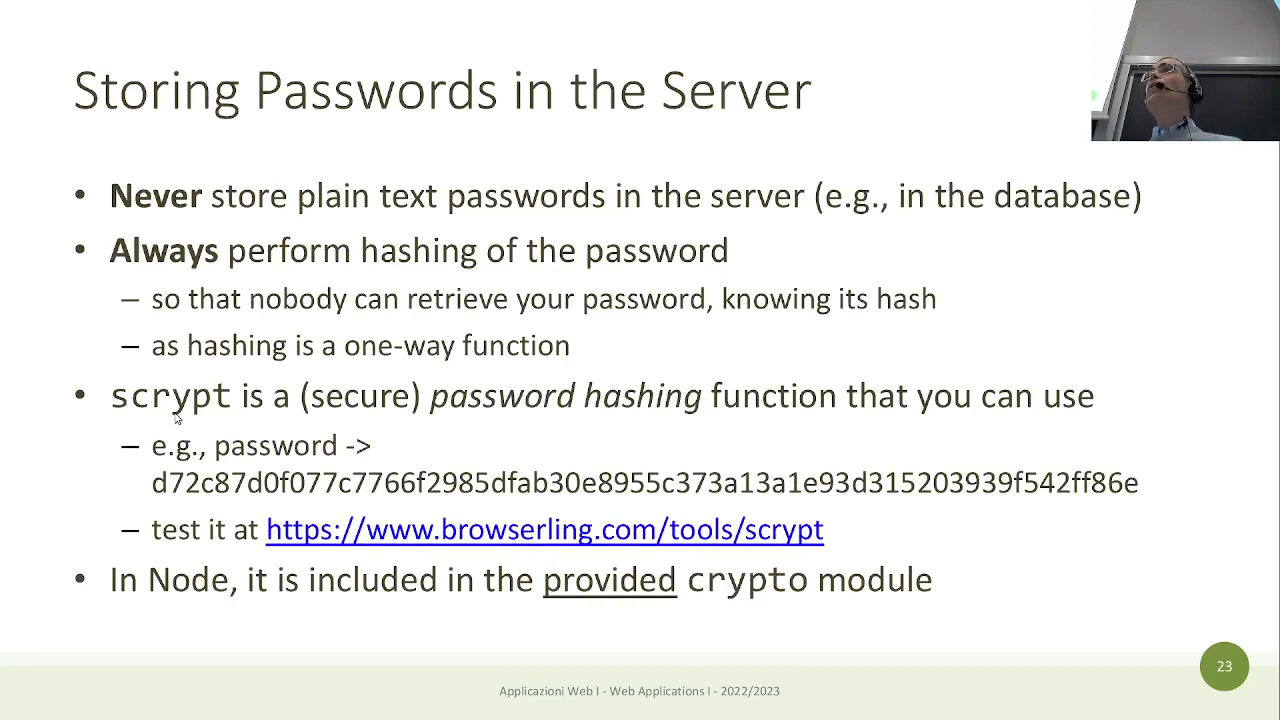 Storing Passwords in the Server
• Never store plain text passwords in the server (e.g., in the database)
• Always perform hashing of the password
– so that nobody can retrieve your password, knowing its hash
– as hashing is a one-way function
• scrypt is a (secure) password hashing function that you can use
– e.g., password ->
d72c87d0f077c7766f2985dfab30e8955c373a13a1e93d315203939f542ff86e
– test it at https://www.browserling.com/tools/scrypt
• In Node, it is included in the provided crypto module
Applicazioni Web I - Web Applications I - 2022/2023
23